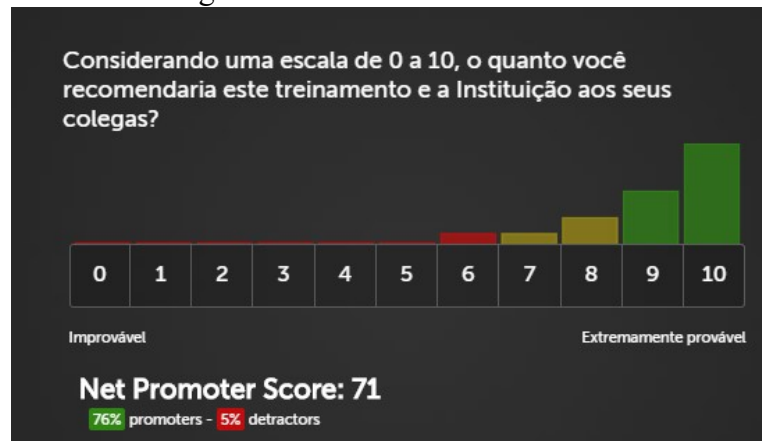 Considerando uma escala de 0 a 10, o quanto você
recomendaria este treinamento e a Instituição aos seus
colegas?
0 1 2 3 4 5 6 7 8 9 10
Improvável Extremamente provável
Net Promoter Score: 71
76% promoters - 5% detractors